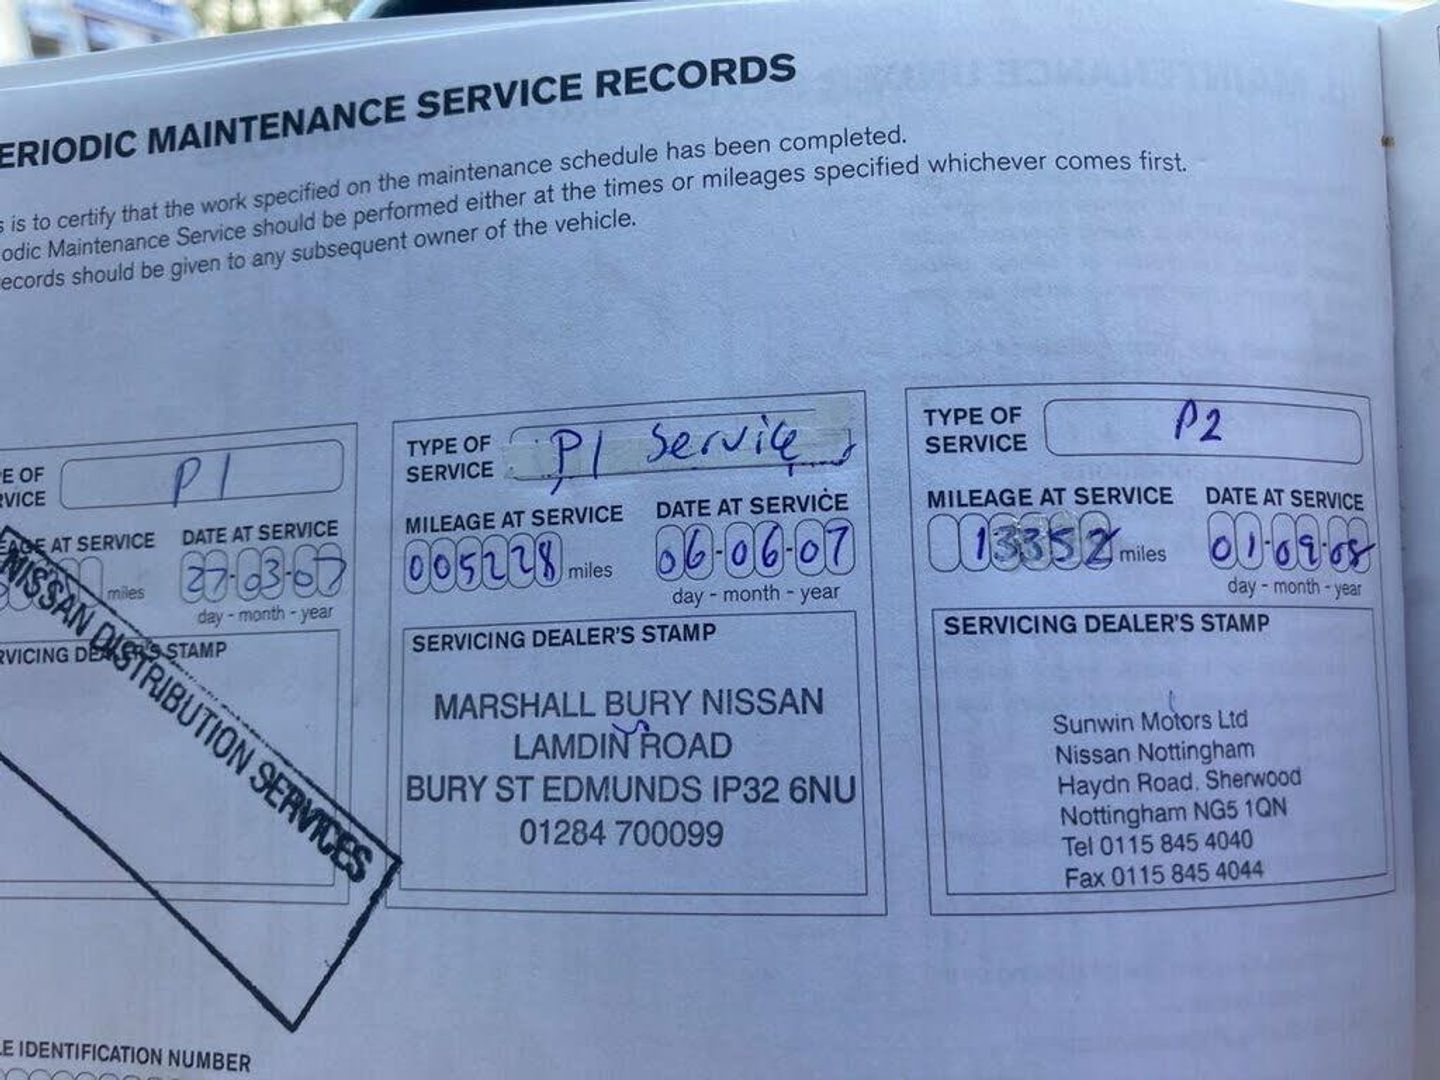 ERIODIC MAINTENANCE SERVICE RECORDS
s is to certify that the work specified on the maintenance schedule has been completed.
odic Maintenance Service should be performed either at the times or mileages specified whichever comes first.
ecords should be given to any subsequent owner of the vehicle.
E OF
VICE
P1
AGE AT SERVICE
miles
DATE AT SERVICE
27-03-07
day - month - year
RVICING DEALER'S STAMP
NISSAN DISTRIBUTION SERVICES
TYPE OF
SERVICE
P1 Service
MILEAGE AT SERVICE
005228 miles
DATE AT SERVICE
06-06-07
day - month - year
SERVICING DEALER'S STAMP
MARSHALL BURY NISSAN
LAMDIN ROAD
BURY ST EDMUNDS IP32 6NU
01284 700099
TYPE OF
SERVICE
P2
MILEAGE AT SERVICE
13352 miles
DATE AT SERVICE
01-09-08
day - month - year
SERVICING DEALER'S STAMP
Sunwin Motors Ltd
Nissan Nottingham
Haydn Road, Sherwood
Nottingham NG5 1QN
Tel 0115 845 4040
Fax 0115 845 4044
LE IDENTIFICATION NUMBER